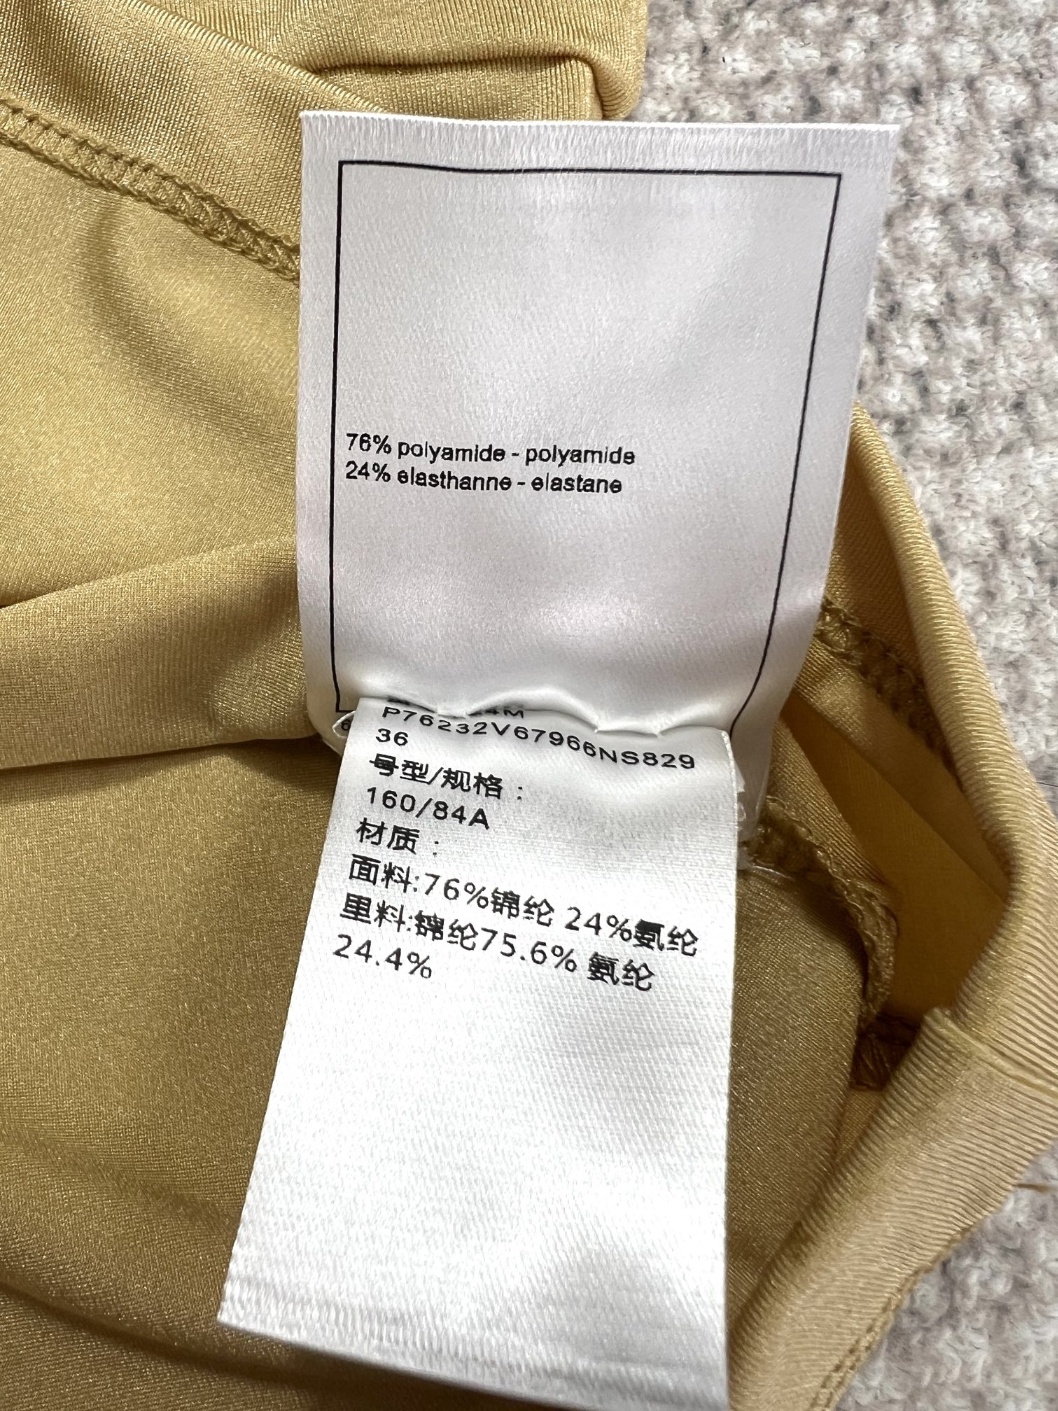 76% polyamide - polyamide
24% elasthanne - elastane
P76232V67966NS829
36
号型/规格：
160/84A
材质：
面料:76%锦纶 24%氨纶
里料:锦纶75.6% 氨纶
24.4%